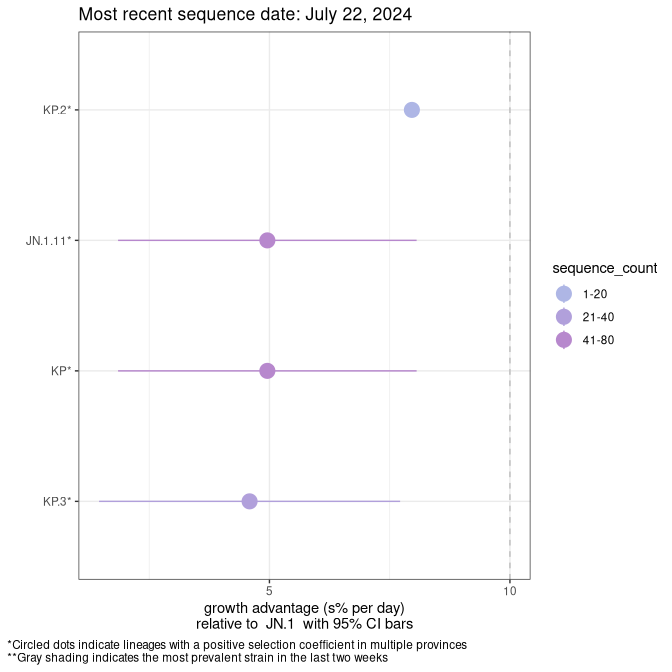 Most recent sequence date: July 22, 2024
KP.2*
JN.1.11*
KP*
KP.3*
5
10
growth advantage (s% per day)
relative to  JN.1  with 95% CI bars
sequence_count
1-20
21-40
41-80
*Circled dots indicate lineages with a positive selection coefficient in multiple provinces
**Gray shading indicates the most prevalent strain in the last two weeks